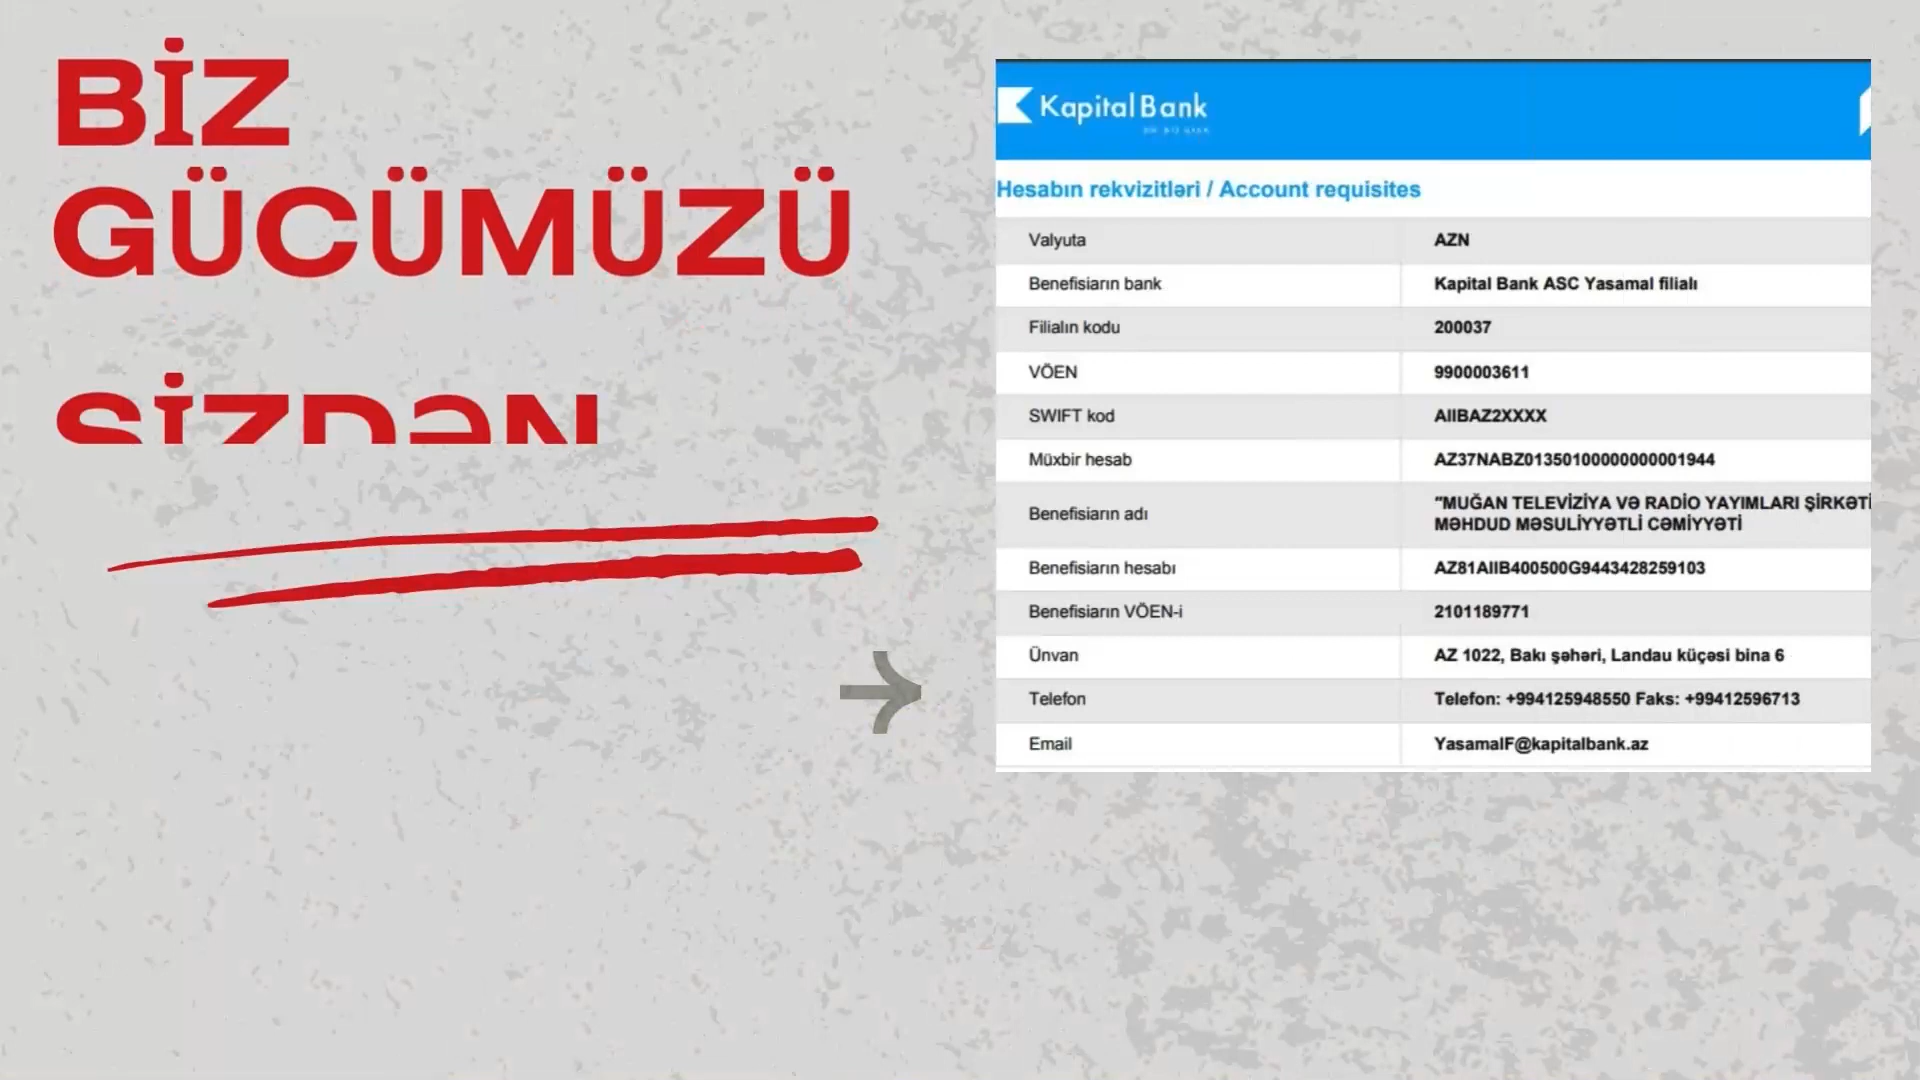 BİZ
GÜCÜMÜZÜ
SİZDƏN
KapitalBank
Hesabın rekvizitləri / Account requisites
Valyuta AZN
Benefisiarın bank Kapital Bank ASC Yasamal filialı
Filialın kodu 200037
VÖEN 9900003611
SWIFT kod AIIBAZ2XXXX
Müxbir hesab AZ37NABZ01350100000000001944
Benefisiarın adı "MUĞAN TELEVİZİYA VƏ RADİO YAYIMLARI ŞİRKƏTİ
MƏHDUD MƏSULİYYƏTLİ CƏMİYYƏTİ
Benefisiarın hesabı AZ81AIIB400500G9443428259103
Benefisiarın VÖEN-i 2101189771
Ünvan AZ 1022, Bakı şəhəri, Landau küçəsi bina 6
Telefon Telefon: +994125948550 Faks: +99412596713
Email YasamalF@kapitalbank.az